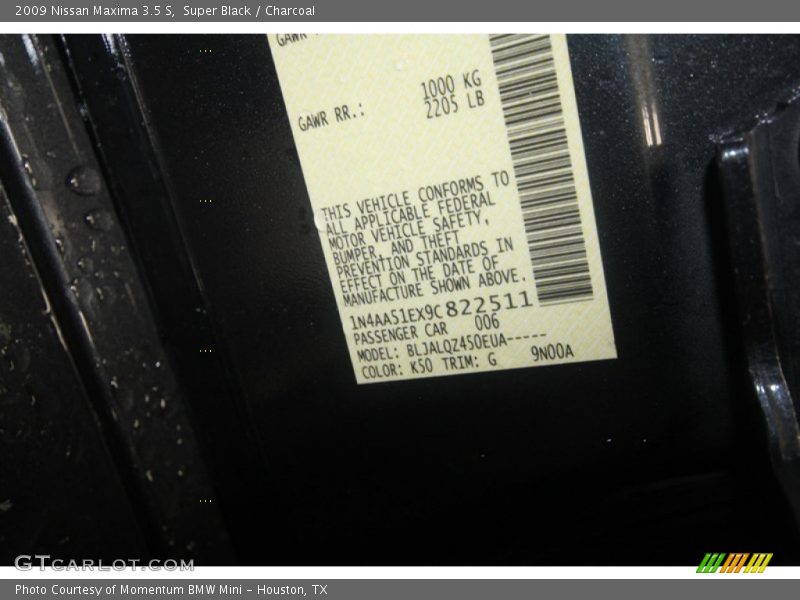 2009 Nissan Maxima 3.5 S, Super Black / Charcoal
GAWR
1000 KG
GAWR RR.: 2205 LB
THIS VEHICLE CONFORMS TO
ALL APPLICABLE FEDERAL
MOTOR VEHICLE SAFETY,
BUMPER, AND THEFT
PREVENTION STANDARDS IN
EFFECT ON THE DATE OF
MANUFACTURE SHOWN ABOVE.
1N4AA51EX9C822511
PASSENGER CAR 006
MODEL: BLJALQZ450EUA-----
COLOR: K50 TRIM: G 9N00A
GTcarlot.com
Photo Courtesy of Momentum BMW Mini - Houston, TX